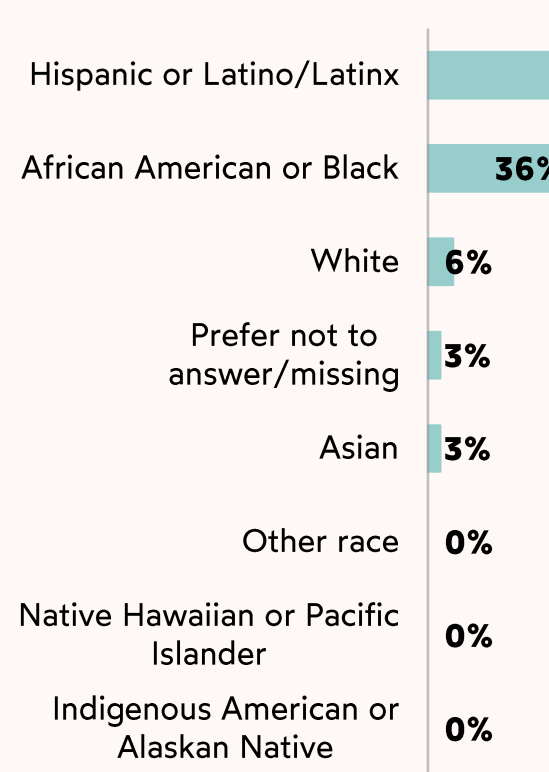 Hispanic or Latino/Latinx
African American or Black
36%
White
6%
Prefer not to
answer/missing
3%
Asian
3%
Other race
0%
Native Hawaiian or Pacific
Islander
0%
Indigenous American or
Alaskan Native
0%